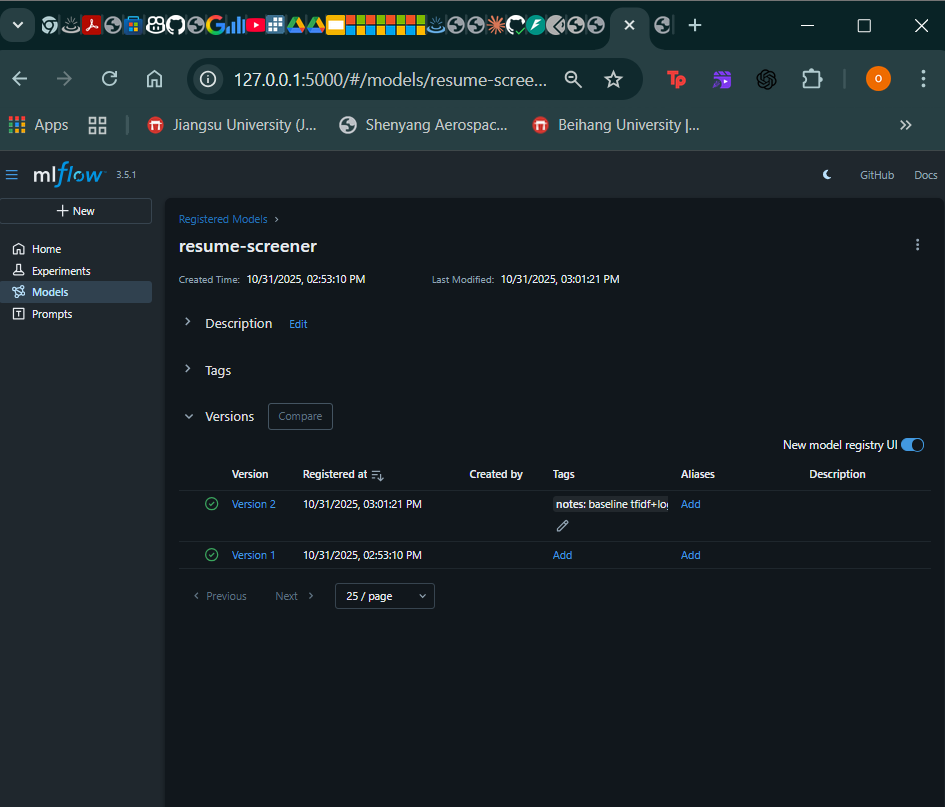 127.0.0.1:5000/#/models/resume-scree...
Apps
Jiangsu University (J...
Shenyang Aerospac...
Beihang University |...
mlflow 3.5.1
GitHub
Docs
New
Home
Experiments
Models
Prompts
Registered Models
resume-screener
Created Time: 10/31/2025, 02:53:10 PM Last Modified: 10/31/2025, 03:01:21 PM
Description Edit
Tags
Versions Compare
New model registry UI
Version Registered at Created by Tags Aliases Description
Version 2 10/31/2025, 03:01:21 PM notes: baseline tfidf+log Add
Version 1 10/31/2025, 02:53:10 PM Add Add
Previous Next 25 / page